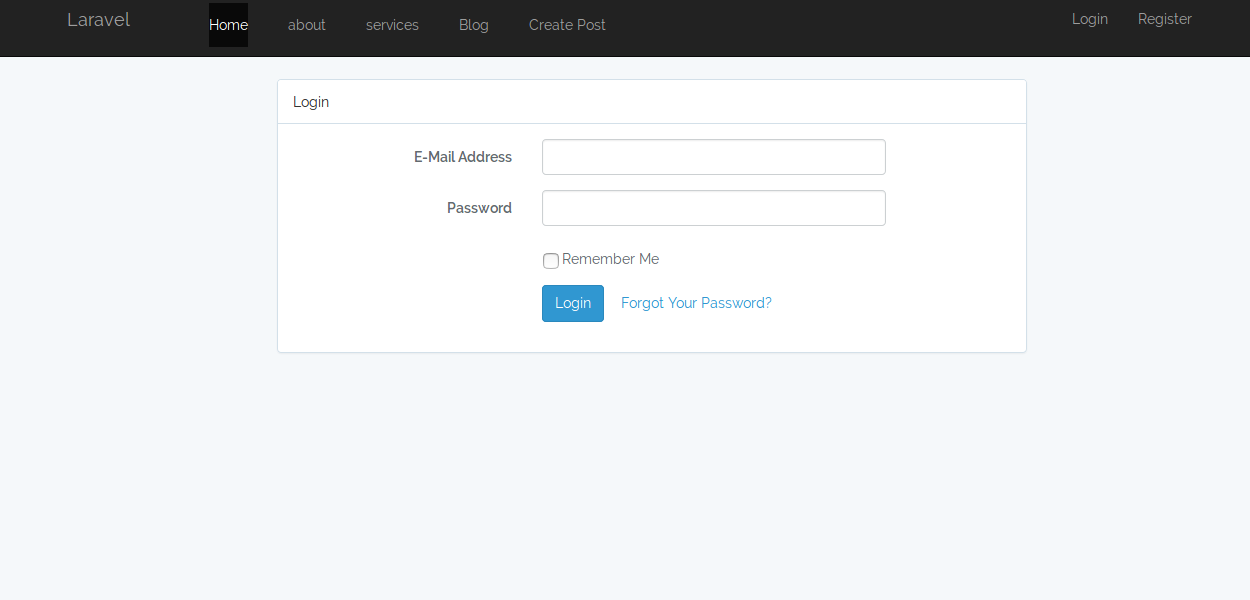 Laravel Home about services Blog Create Post Login Register
Login
E-Mail Address
Password
Remember Me
Login Forgot Your Password?